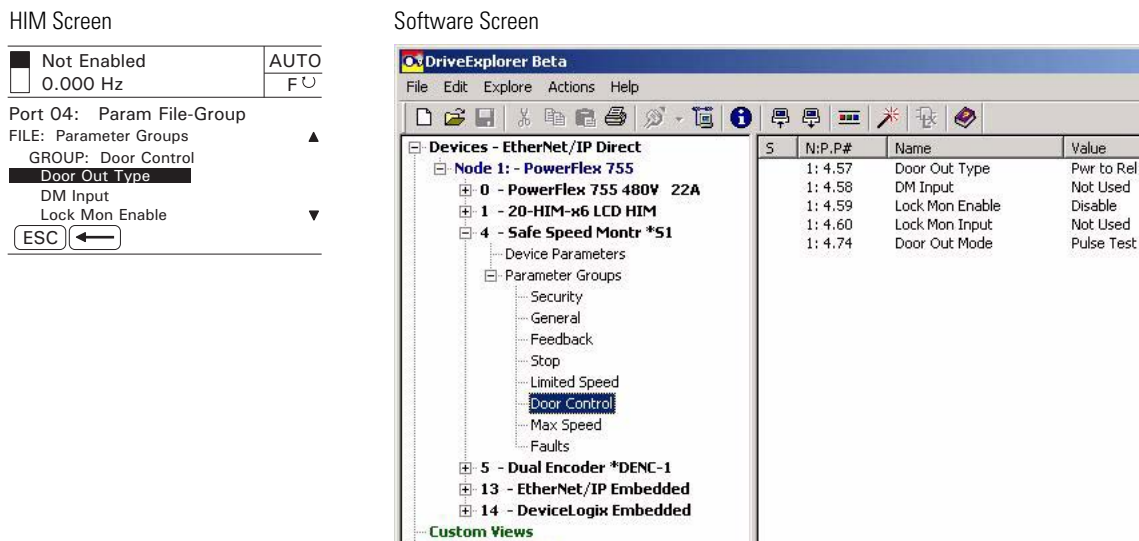 HIM Screen
Software Screen
Not Enabled
AUTO
0.000 Hz
F
Port 04: Param File-Group
FILE: Parameter Groups
GROUP: Door Control
Door Out Type
DM Input
Lock Mon Enable
ESC
DriveExplorer Beta
File Edit Explore Actions Help
Devices - EtherNet/IP Direct
Node 1: - PowerFlex 755
0 - PowerFlex 755 480V 22A
1 - 20-HIM-x6 LCD HIM
4 - Safe Speed Montr *S1
Device Parameters
Parameter Groups
Security
General
Feedback
Stop
Limited Speed
Door Control
Max Speed
Faults
5 - Dual Encoder *DENC-1
13 - EtherNet/IP Embedded
14 - DeviceLogix Embedded
Custom Views
S N:P.P# Name Value
1: 4.57 Door Out Type Pwr to Rel
1: 4.58 DM Input Not Used
1: 4.59 Lock Mon Enable Disable
1: 4.60 Lock Mon Input Not Used
1: 4.74 Door Out Mode Pulse Test